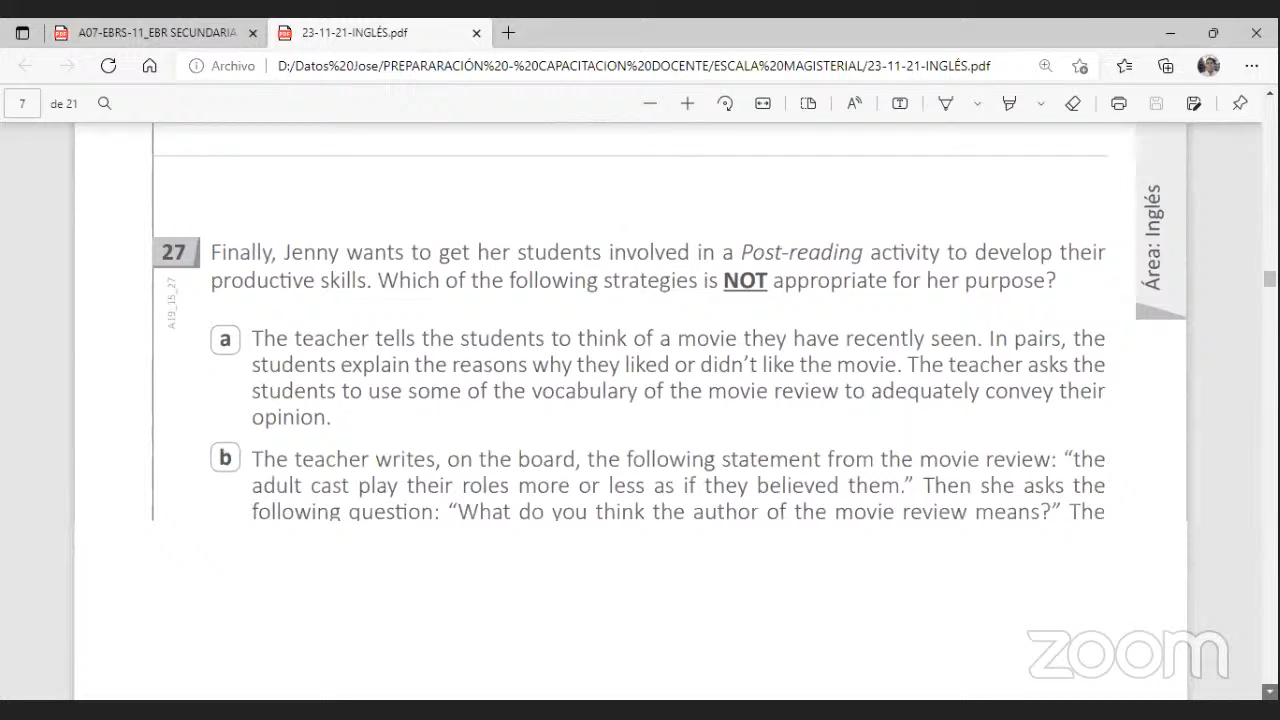 A07-EBRS-11_EBR SECUNDARIA
23-11-21-INGLÉS.pdf
Archivo
D:/Datos%20Jose/PREPARARACIÓN%20-%20CAPACITACION%20DOCENTE/ESCALA%20MAGISTERIAL/23-11-21-INGLÉS.pdf
7 de 21
Área: Inglés
27 Finally, Jenny wants to get her students involved in a Post-reading activity to develop their
productive skills. Which of the following strategies is NOT appropriate for her purpose?
A19_15_27
a The teacher tells the students to think of a movie they have recently seen. In pairs, the
students explain the reasons why they liked or didn't like the movie. The teacher asks the
students to use some of the vocabulary of the movie review to adequately convey their
opinion.
b The teacher writes, on the board, the following statement from the movie review: "the
adult cast play their roles more or less as if they believed them." Then she asks the
following question: "What do you think the author of the movie review means?" The
zoom